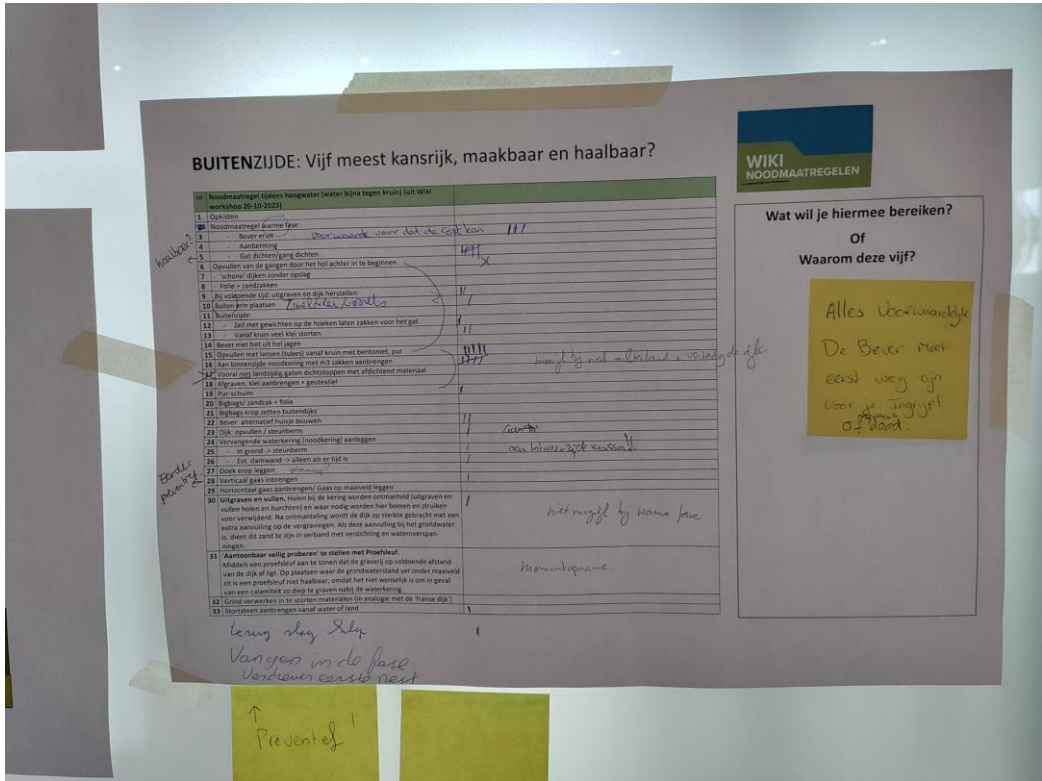 BUITENZIJDE: Vijf meest kansrijk, maakbaar en haalbaar?
nr Noodmaatregel tijdens hoogwater (water bijna tegen kruin) (uit Wiki
workshop 26-10-2023)
1 Opkisten
Noodmaatregel warme fase:
3 - Bever eruit voorwaarde voor dat de rest kan
4 - Aanberming
haalbaar?
5 - Gat dichten/gang dichten
6 Opvullen van de gangen door het hol achter in te beginnen
7 - 'schone' dijken zonder opslag
8 - Folie + zandzakken
9 Bij voldoende tijd: uitgraven en dijk herstellen
10 Ballon erin plaatsen
11 Buitenzijde:
12 - Zeil met gewichten op de hoeken laten zakken voor het gat
13 - Vanaf kruin veel klei storten
14 Bever met fret uit hol jagen
15 Opvullen met lansen (tubes) vanaf kruin met bentoniet, pur
16 Aan binnenzijde noodkering met m3 zakken aanbrengen
17 Vooral niet landzijdig gaten dichtstoppen met afdichtend materiaal
18 Afgraven, klei aanbrengen + geotextiel
19 Pur-schuim
20 Bigbags/ zandzak + folie
21 Bigbags erop zetten buitendijks
22 Bever: alternatief huisje bouwen
23 Dijk: opvullen / steunberm
24 Vervangende waterkering (noodkering) aanleggen
25 - In grond -> steunberm
26 - Evt. damwand -> alleen als er tijd is
27 Doek erop leggen
Eerder preventief
28 Verticaal gaas inbrengen
29 Horizontaal gaas aanbrengen/ Gaas op maaiveld leggen
30 Uitgraven en vullen. Holen bij de kering worden ontmanteld (uitgraven en
vullen holen en burchten) en waar nodig worden hier bomen en struiken
voor verwijderd. Na ontmanteling wordt de dijk op sterkte gebracht met een
extra aanvulling op de vergravingen. Als deze aanvulling bij het grondwater
is, dient dit zand te zijn in verband met verdichting en wateroverspan-
ningen.
niet mogelijk bij warme fase
31 'Aantoonbaar veilig proberen' te stellen met Proefsleuf.
Middels een proefsleuf aan te tonen dat de graverij op voldoende afstand
van de dijk af ligt. Op plaatsen waar de grondwaterstand ver onder maaiveld
zit is een proefsleuf niet haalbaar, omdat het niet wenselijk is om in geval
van een calamiteit zo diep te graven nabij de waterkering.
Momentopname.
32 Grind verwerken in te storten materialen (in analogie met de 'franse dijk')
33 Stortsteen aanbrengen vanaf water of land
terug slag klep
Vangen in de fase
eerste nest
↑
Preventief !
WIKI
NOODMAATREGELEN
Wat wil je hiermee bereiken?
Of
Waarom deze vijf?
Alles Voorwaardelijk
De Bever moet
eerst weg zijn
voor je Ingrijpt
of dood.